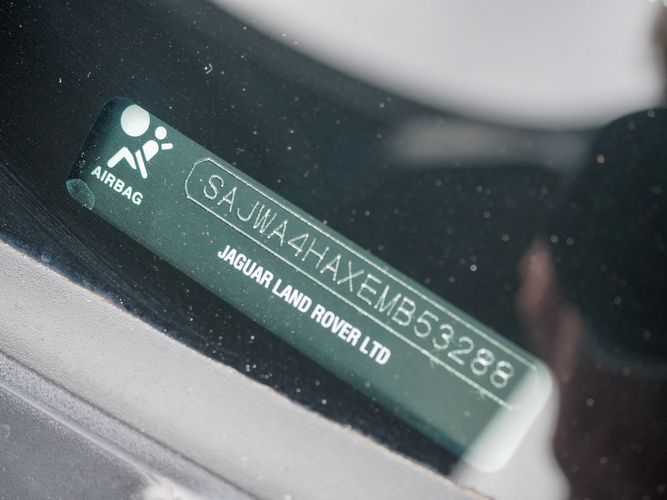 AIRBAG
SAJWA4HAXEMB53288
JAGUAR LAND ROVER LTD